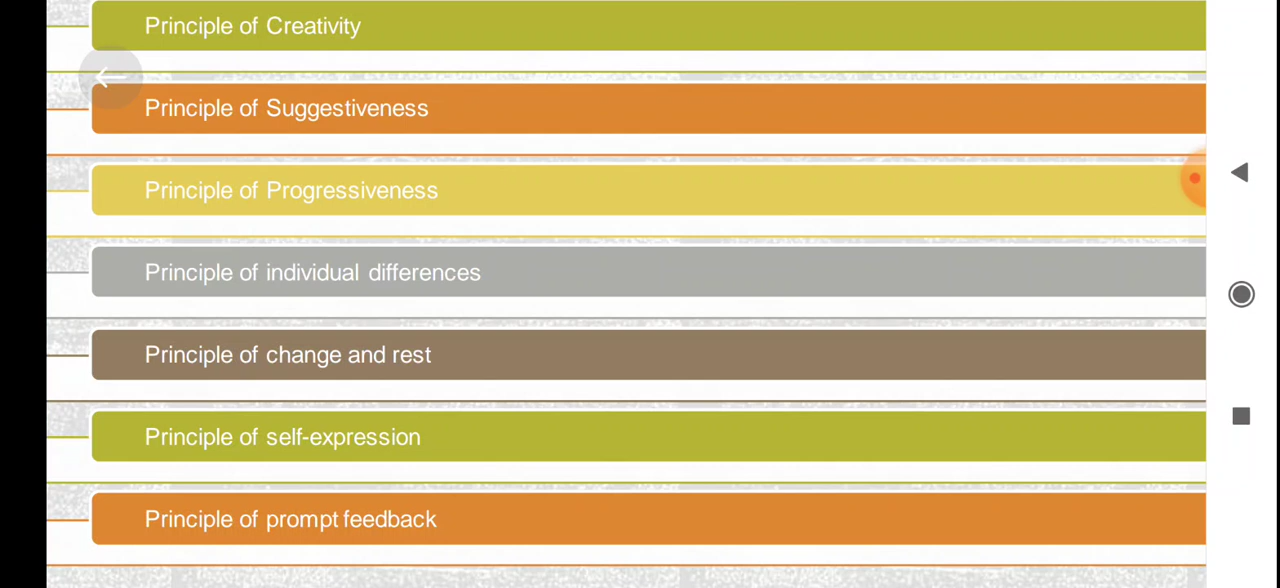 Principle of Creativity
Principle of Suggestiveness
Principle of Progressiveness
Principle of individual differences
Principle of change and rest
Principle of self-expression
Principle of prompt feedback